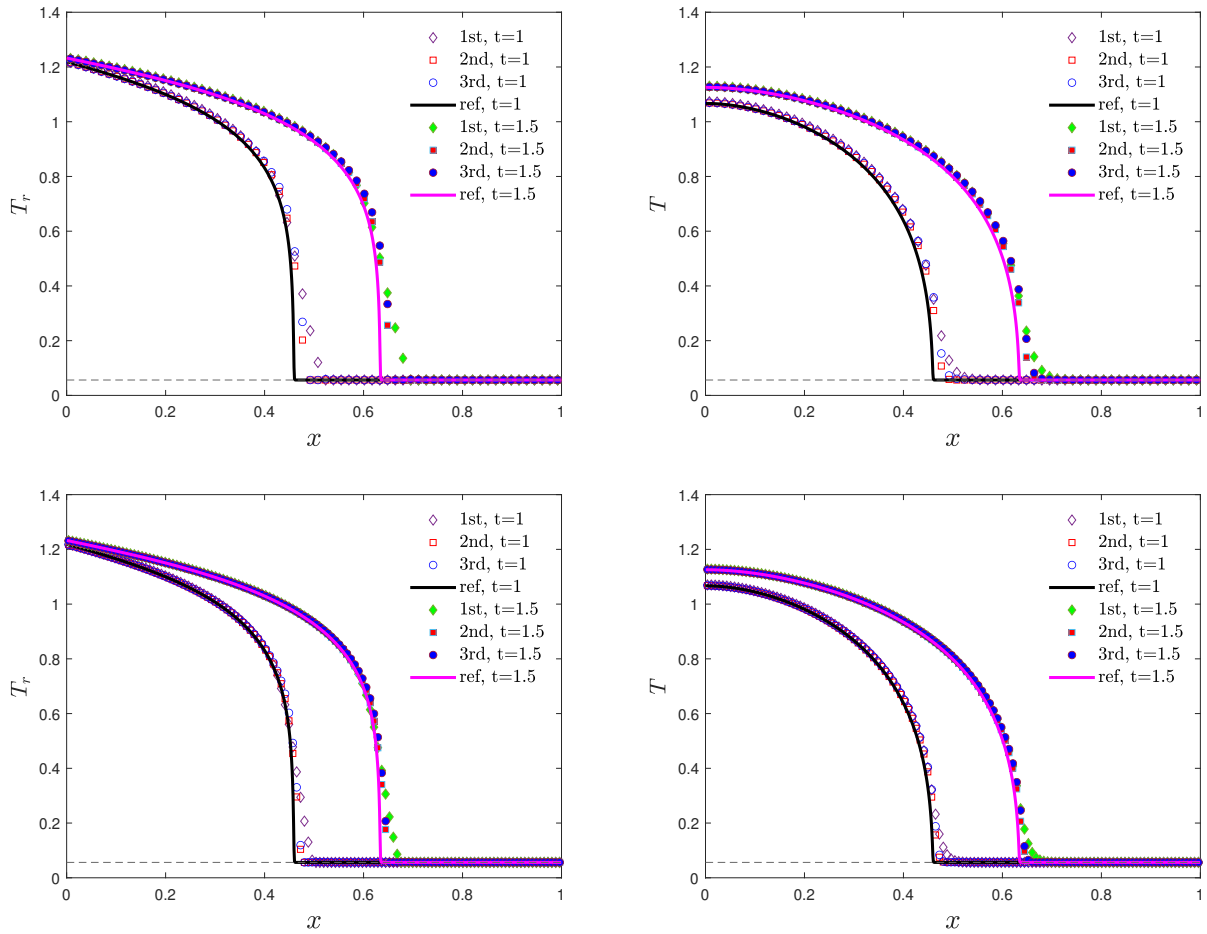 1.4
1.2
1
0.8
0.6
0.4
0.2
0
T_r
0 0.2 0.4 0.6 0.8 1
x
1st, t=1
2nd, t=1
3rd, t=1
ref, t=1
1st, t=1.5
2nd, t=1.5
3rd, t=1.5
ref, t=1.5
1.4
1.2
1
0.8
0.6
0.4
0.2
0
T
0 0.2 0.4 0.6 0.8 1
x
1st, t=1
2nd, t=1
3rd, t=1
ref, t=1
1st, t=1.5
2nd, t=1.5
3rd, t=1.5
ref, t=1.5
1.4
1.2
1
0.8
0.6
0.4
0.2
0
T_r
0 0.2 0.4 0.6 0.8 1
x
1st, t=1
2nd, t=1
3rd, t=1
ref, t=1
1st, t=1.5
2nd, t=1.5
3rd, t=1.5
ref, t=1.5
1.4
1.2
1
0.8
0.6
0.4
0.2
0
T
0 0.2 0.4 0.6 0.8 1
x
1st, t=1
2nd, t=1
3rd, t=1
ref, t=1
1st, t=1.5
2nd, t=1.5
3rd, t=1.5
ref, t=1.5